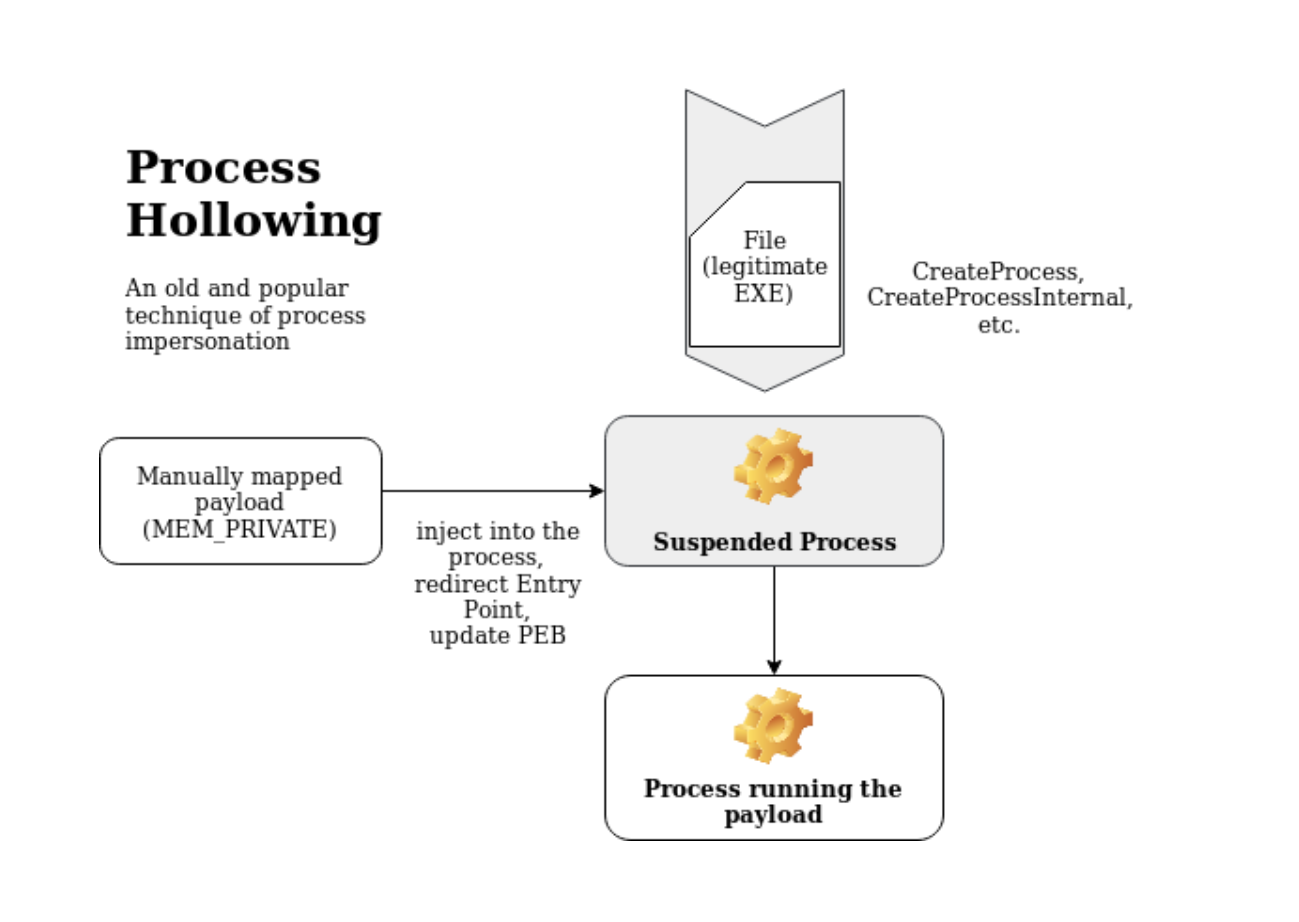 Process
Hollowing
An old and popular
technique of process
impersonation
File
(legitimate
EXE)
CreateProcess,
CreateProcessInternal,
etc.
Manually mapped
payload
(MEM_PRIVATE)
inject into the
process,
redirect Entry
Point,
update PEB
Suspended Process
Process running the
payload